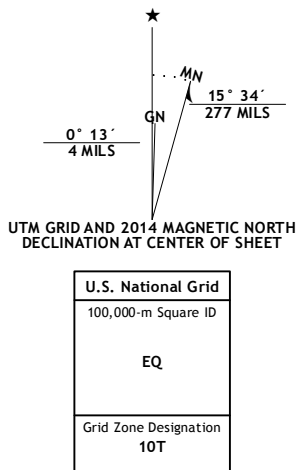 MN
GN
15° 34´
277 MILS
0° 13´
4 MILS
UTM GRID AND 2014 MAGNETIC NORTH
DECLINATION AT CENTER OF SHEET
U.S. National Grid
100,000-m Square ID
EQ
Grid Zone Designation
10T